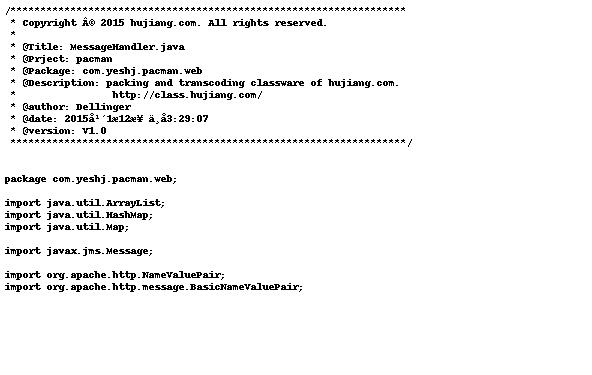 /******************************************************************
 * Copyright Â© 2015 hujiang.com. All rights reserved.
 *
 * @Title: MessageHandler.java
 * @Prject: pacman
 * @Package: com.yeshj.pacman.web
 * @Description: packing and transcoding classware of hujiang.com.
 *                http://class.hujiang.com/
 * @author: Dellinger
 * @date: 2015å¹´1æ12æ¥ ä¸å3:29:07
 * @version: V1.0
 ******************************************************************/
package com.yeshj.pacman.web;
import java.util.ArrayList;
import java.util.HashMap;
import java.util.Map;
import javax.jms.Message;
import org.apache.http.NameValuePair;
import org.apache.http.message.BasicNameValuePair;